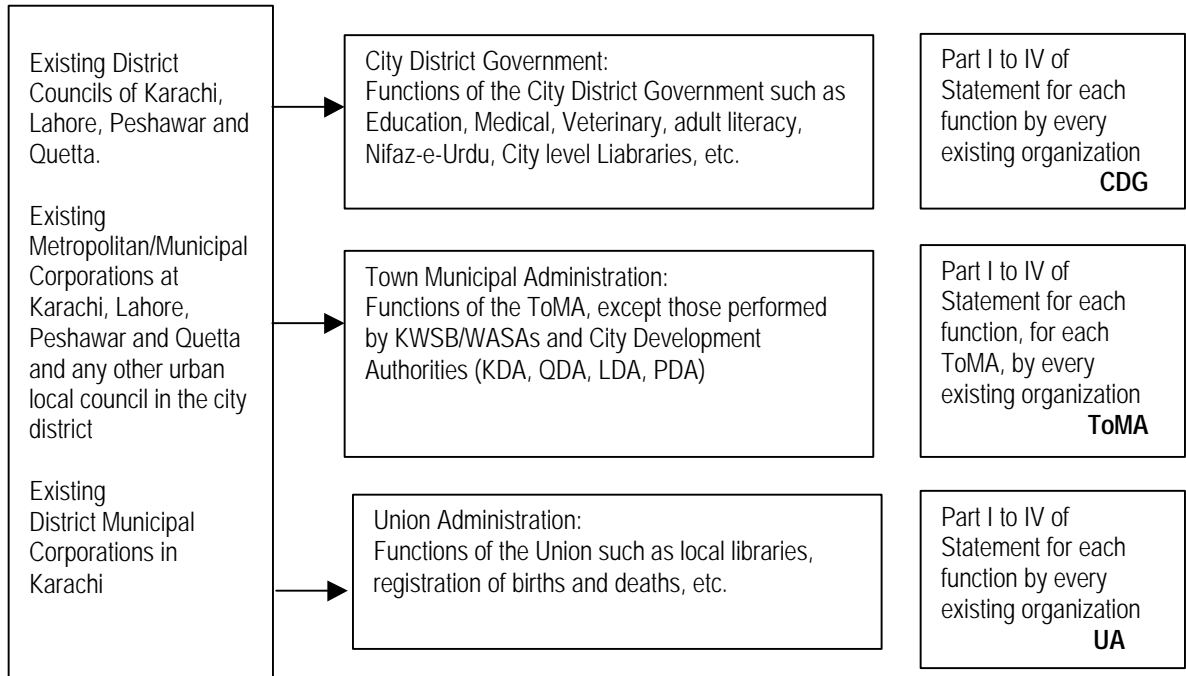 Existing District
Councils of Karachi,
Lahore, Peshawar and
Quetta.
Existing
Metropolitan/Municipal
Corporations at
Karachi, Lahore,
Peshawar and Quetta
and any other urban
local council in the city
district
Existing
District Municipal
Corporations in
Karachi
City District Government:
Functions of the City District Government such as
Education, Medical, Veterinary, adult literacy,
Nifaz-e-Urdu, City level Liabraries, etc.
Part I to IV of
Statement for each
function by every
existing organization
CDG
Town Municipal Administration:
Functions of the ToMA, except those performed
by KWSB/WASAs and City Development
Authorities (KDA, QDA, LDA, PDA)
Part I to IV of
Statement for each
function, for each
ToMA, by every
existing organization
ToMA
Union Administration:
Functions of the Union such as local libraries,
registration of births and deaths, etc.
Part I to IV of
Statement for each
function by every
existing organization
UA